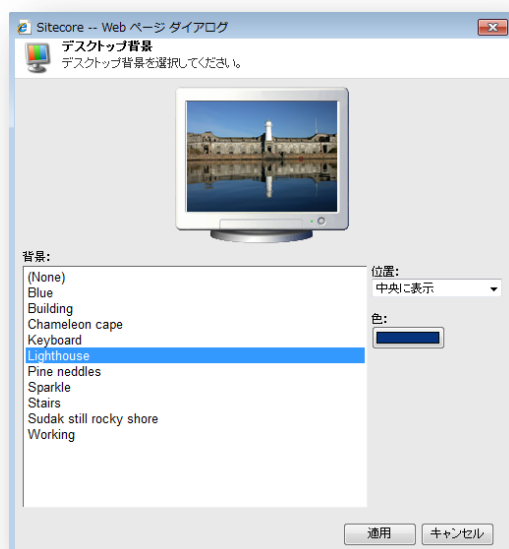 Sitecore -- Web ページ ダイアログ
デスクトップ背景
デスクトップ背景を選択してください。
背景:
(None)
Blue
Building
Chameleon cape
Keyboard
Lighthouse
Pine neddles
Sparkle
Stairs
Sudak still rocky shore
Working
位置:
中央に表示
色:
適用
キャンセル